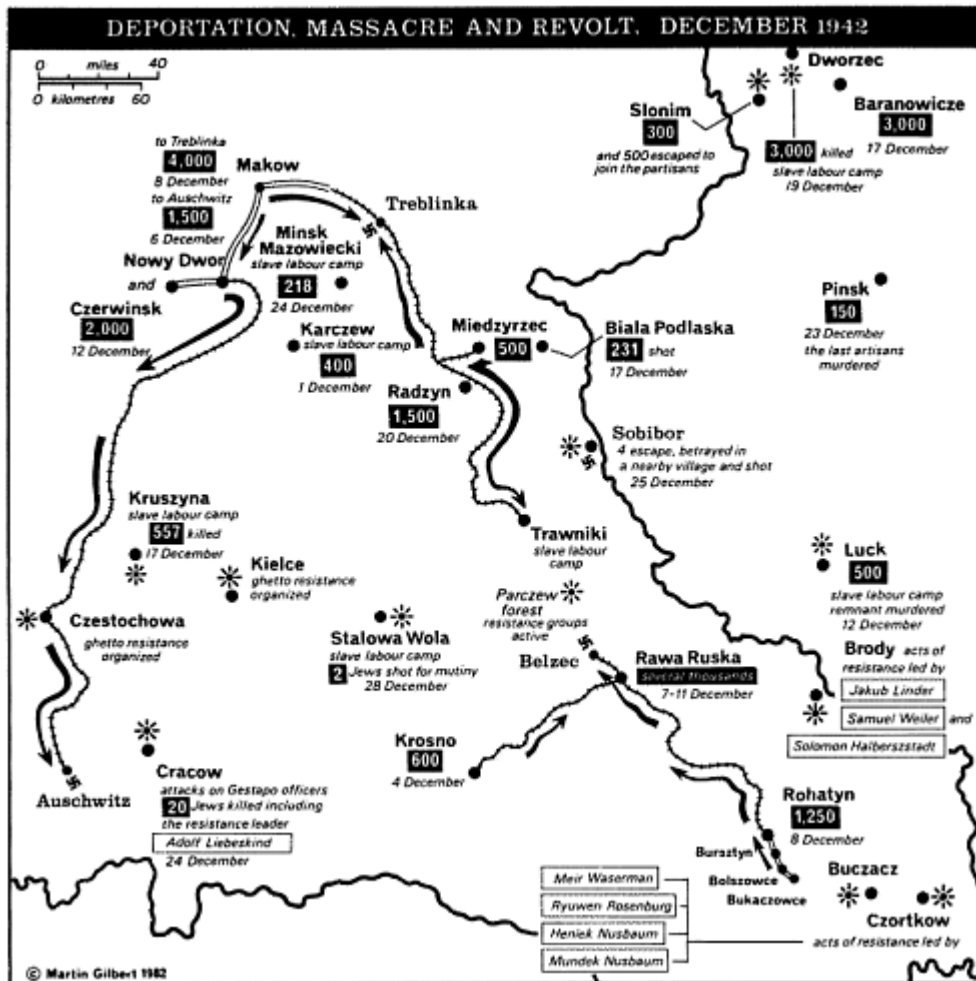 DEPORTATION, MASSACRE AND REVOLT, DECEMBER 1942
0 miles 40
0 kilometres 60
to Treblinka
4,000
8 December
to Auschwitz
1,500
6 December
Makow
Treblinka
Nowy Dwor
and
Czerwinsk
2,000
12 December
Minsk
Mazowiecki
slave labour camp
218
24 December
Karczew
slave labour camp
400
1 December
Radzyn
1,500
20 December
Miedzyrzec
500
Biala Podlaska
231 shot
17 December
Slonim
300
and 500 escaped to
join the partisans
Dworzec
3,000 killed
slave labour camp
19 December
Baranowicze
3,000
17 December
Pinsk
150
23 December
the last artisans
murdered
Sobibor
4 escape, betrayed in
a nearby village and shot
25 December
Trawniki
slave labour
camp
Kruszyna
slave labour camp
557 killed
17 December
Kielce
ghetto resistance
organized
Czestochowa
ghetto resistance
organized
Stalowa Wola
slave labour camp
2 Jews shot for mutiny
28 December
Parczew
forest
resistance groups
active
Belzec
Rawa Ruska
several thousands
7-11 December
Luck
500
slave labour camp
remnant murdered
12 December
Brody acts of
resistance led by
Jakub Linder
Samuel Weiler and
Solomon Halberszstadt
Krosno
600
4 December
Auschwitz
Cracow
attacks on Gestapo officers
20 Jews killed including
the resistance leader
Adolf Liebeskind
24 December
Rohatyn
1,250
8 December
Bursztyn
Bolszowce
Bukaczowce
Buczacz
Czortkow
acts of resistance led by
Meir Waserman
Ryuwen Rosenburg
Heniek Nusbaum
Mundek Nusbaum
© Martin Gilbert 1982